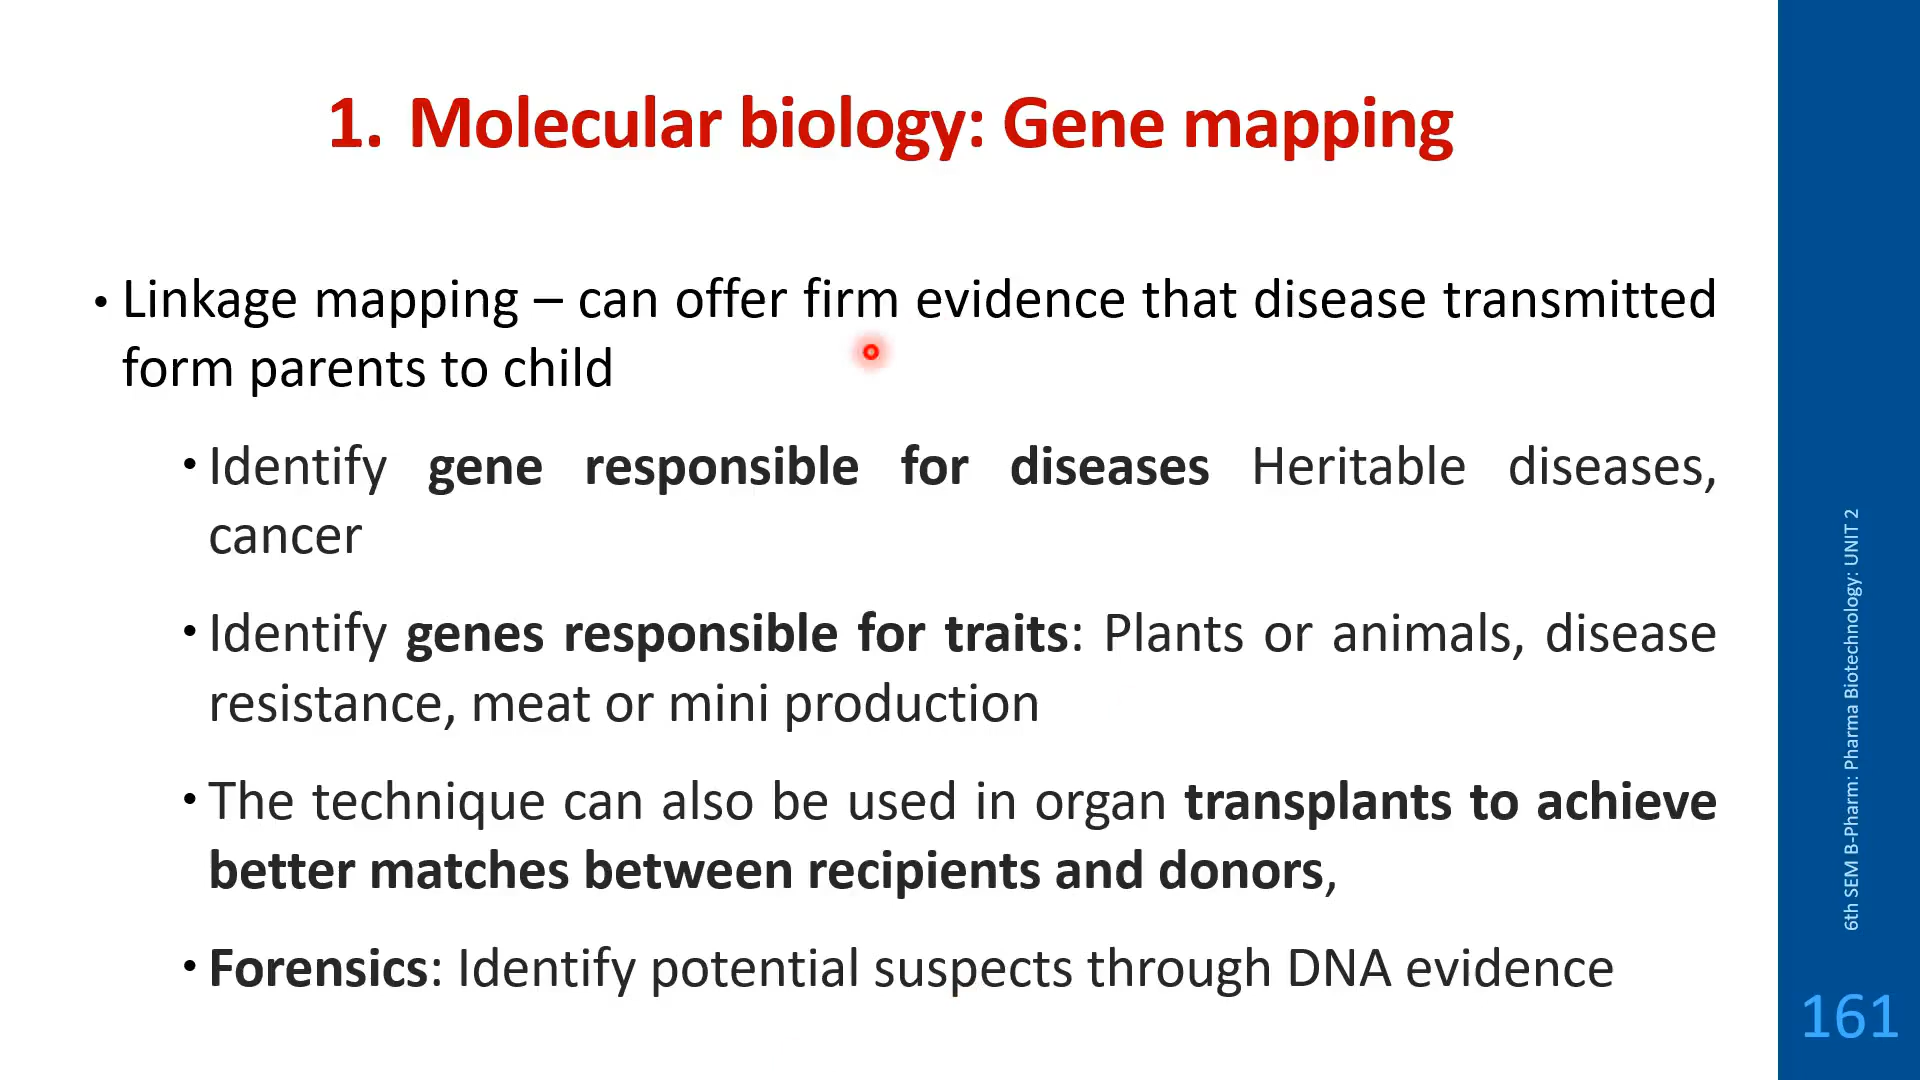 1. Molecular biology: Gene mapping
• Linkage mapping – can offer firm evidence that disease transmitted
form parents to child
• Identify gene responsible for diseases Heritable diseases,
cancer
• Identify genes responsible for traits: Plants or animals, disease
resistance, meat or mini production
• The technique can also be used in organ transplants to achieve
better matches between recipients and donors,
• Forensics: Identify potential suspects through DNA evidence
6th SEM B-Pharm: Pharma Biotechnology: UNIT 2
161